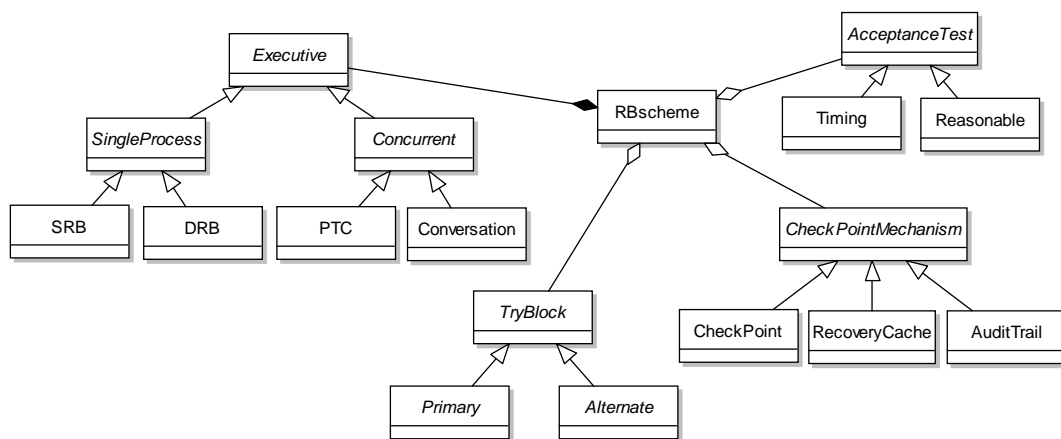 Executive
AcceptanceTest
RBscheme
Timing
Reasonable
SingleProcess
Concurrent
SRB
DRB
PTC
Conversation
CheckPointMechanism
TryBlock
CheckPoint
RecoveryCache
AuditTrail
Primary
Alternate